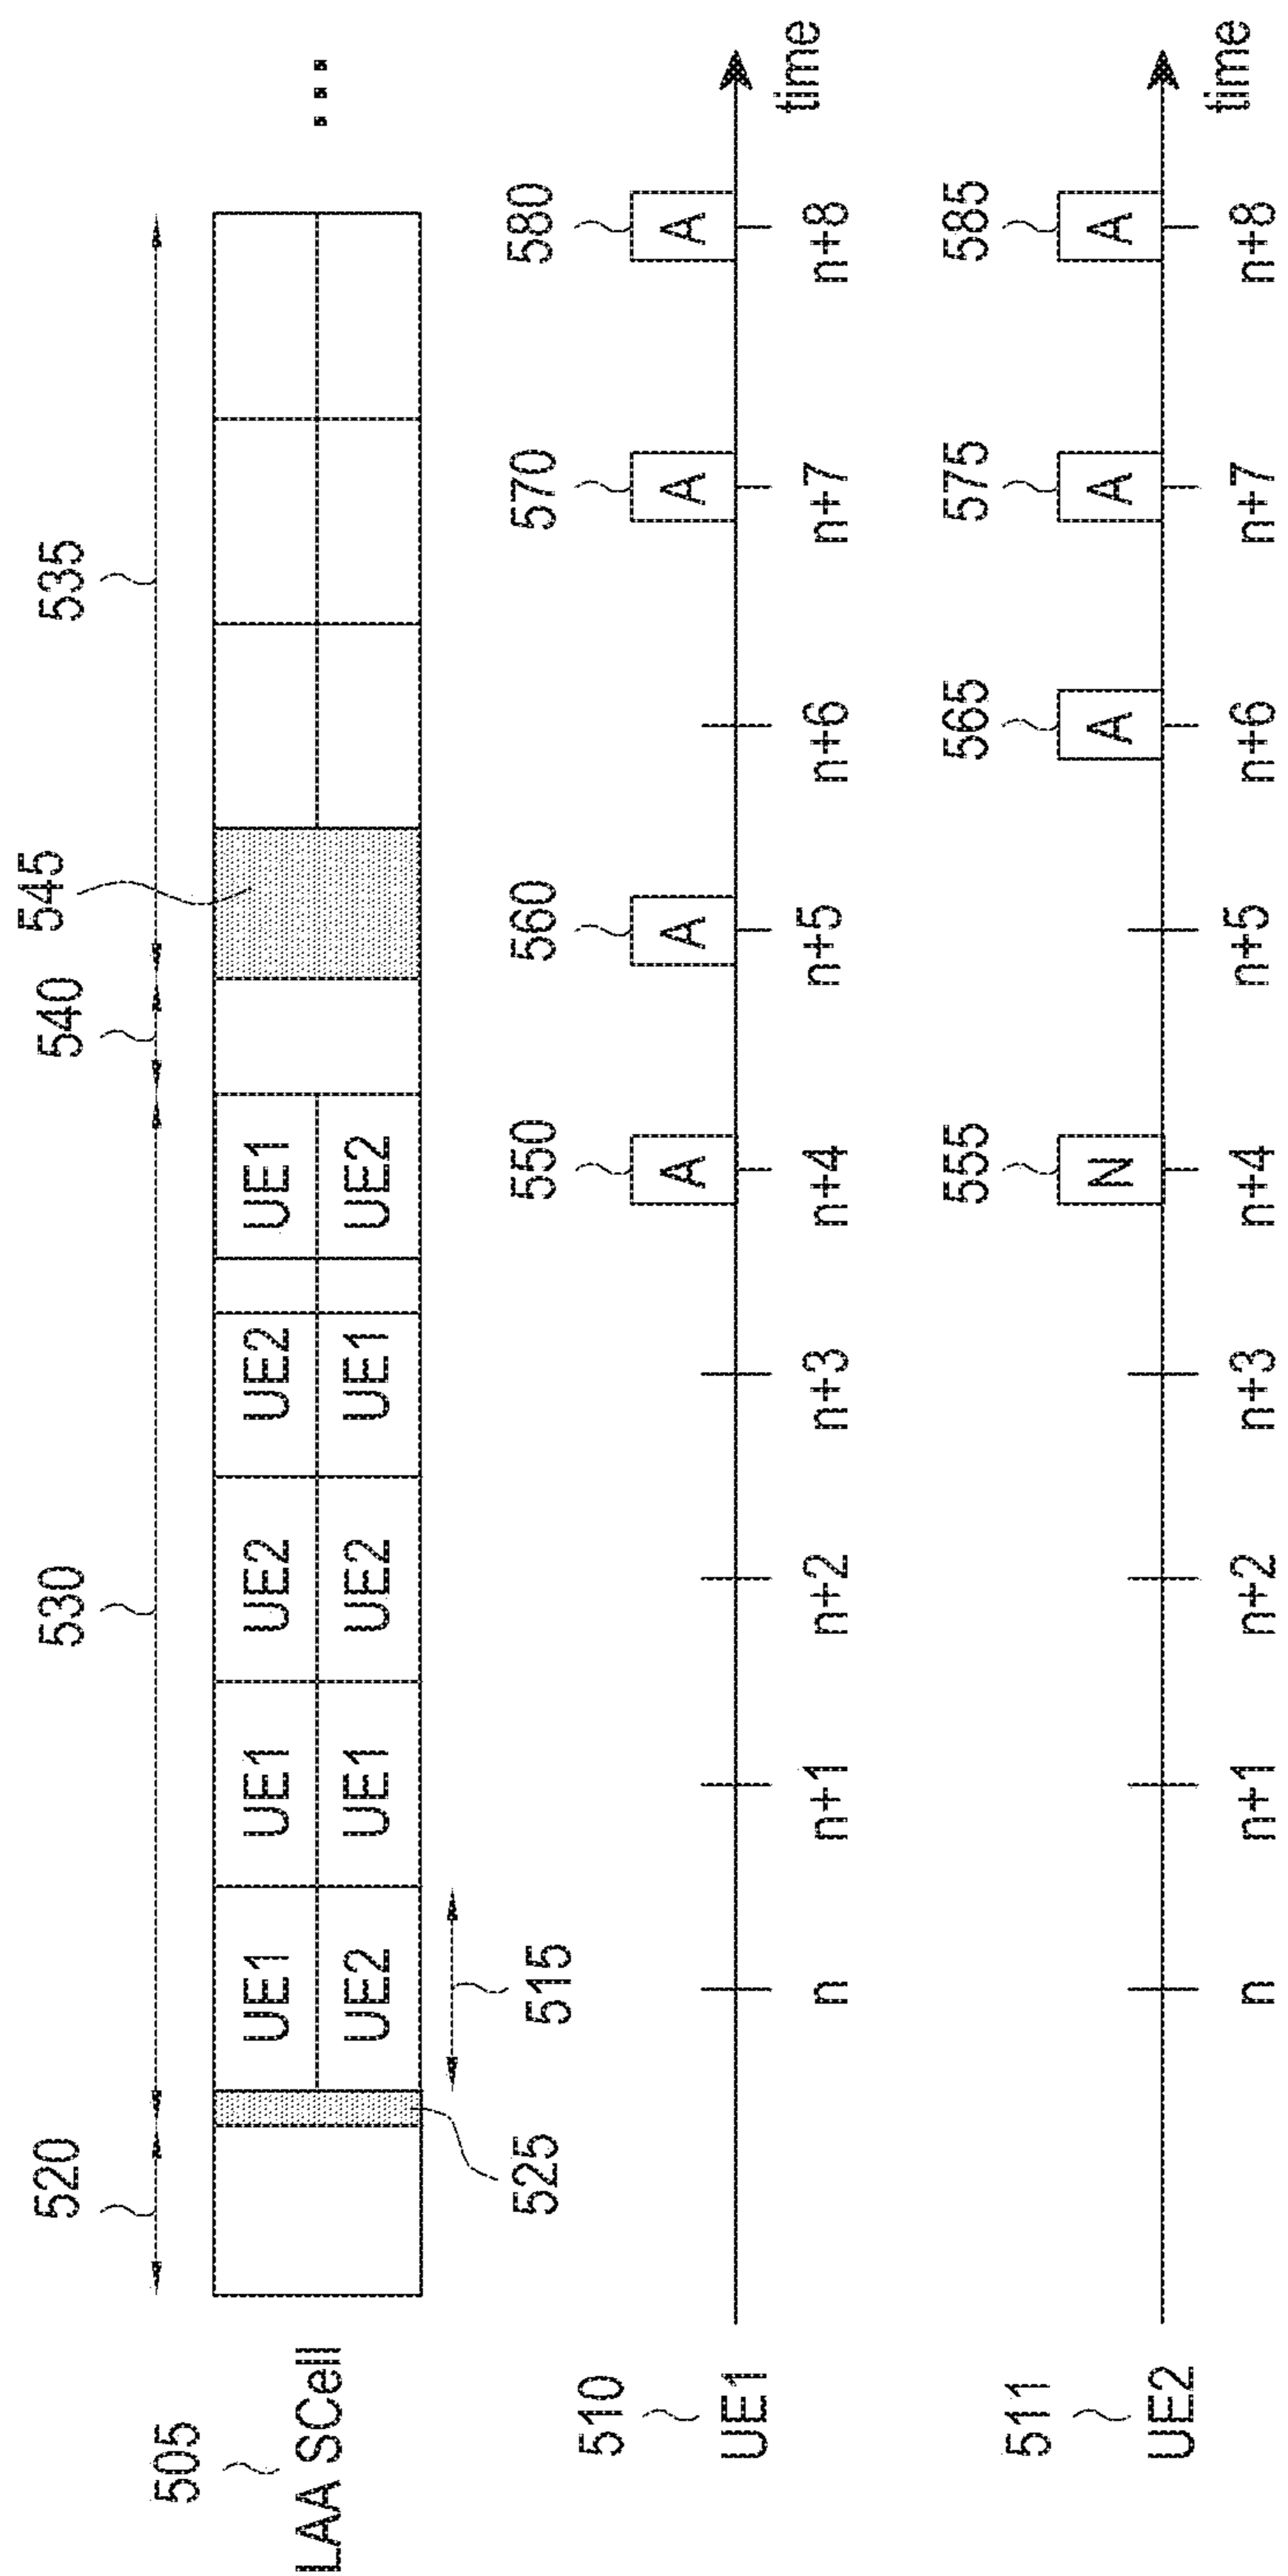 520 530 540 545 535
505
LAA SCell
UE1 UE1 UE2 UE2 UE1 ...
UE2 UE1 UE2 UE1 UE2
525 515
510
UE1
550 560 570 580
A A A A
n n+1 n+2 n+3 n+4 n+5 n+6 n+7 n+8 time
511
UE2
555 565 575 585
N A A A
n n+1 n+2 n+3 n+4 n+5 n+6 n+7 n+8 time